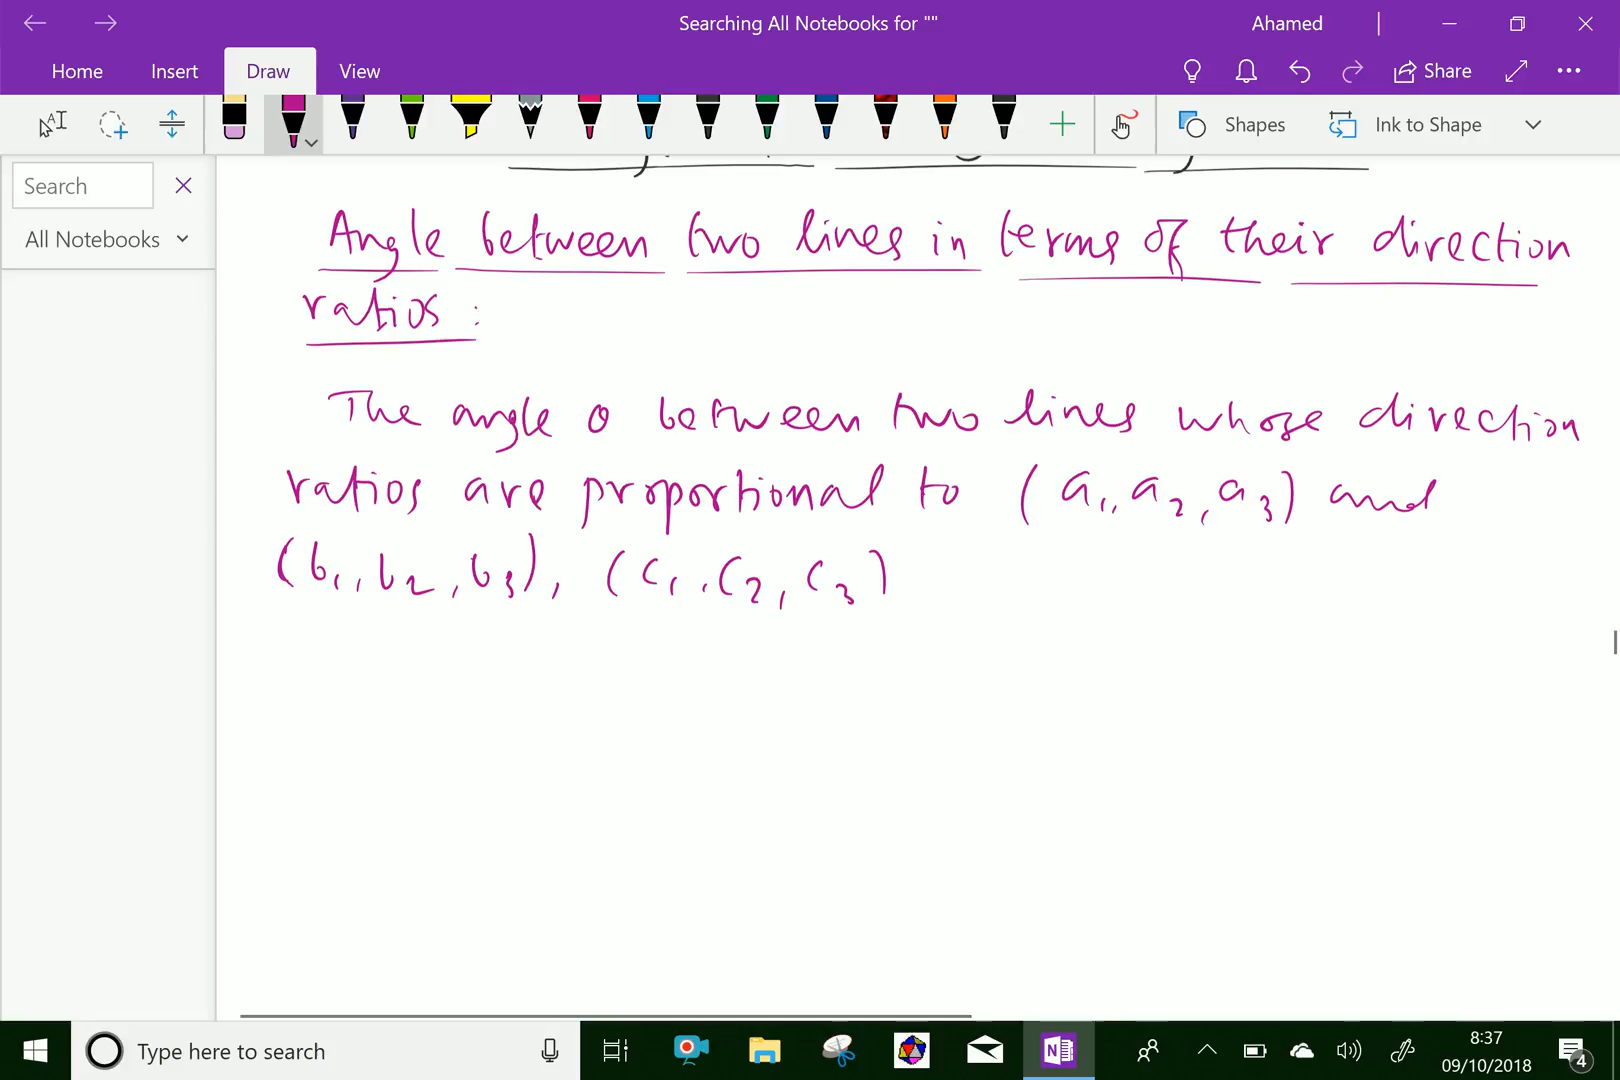 Searching All Notebooks for ""
Ahamed
Home
Insert
Draw
View
Share
Shapes
Ink to Shape
Search
All Notebooks
Angle between two lines in terms of their direction
ratios :
The angle θ between two lines whose direction
ratios are proportional to (a₁, a₂, a₃) and
(b₁, b₂, b₃), (c₁, c₂, c₃)
Type here to search
8:37
09/10/2018
4